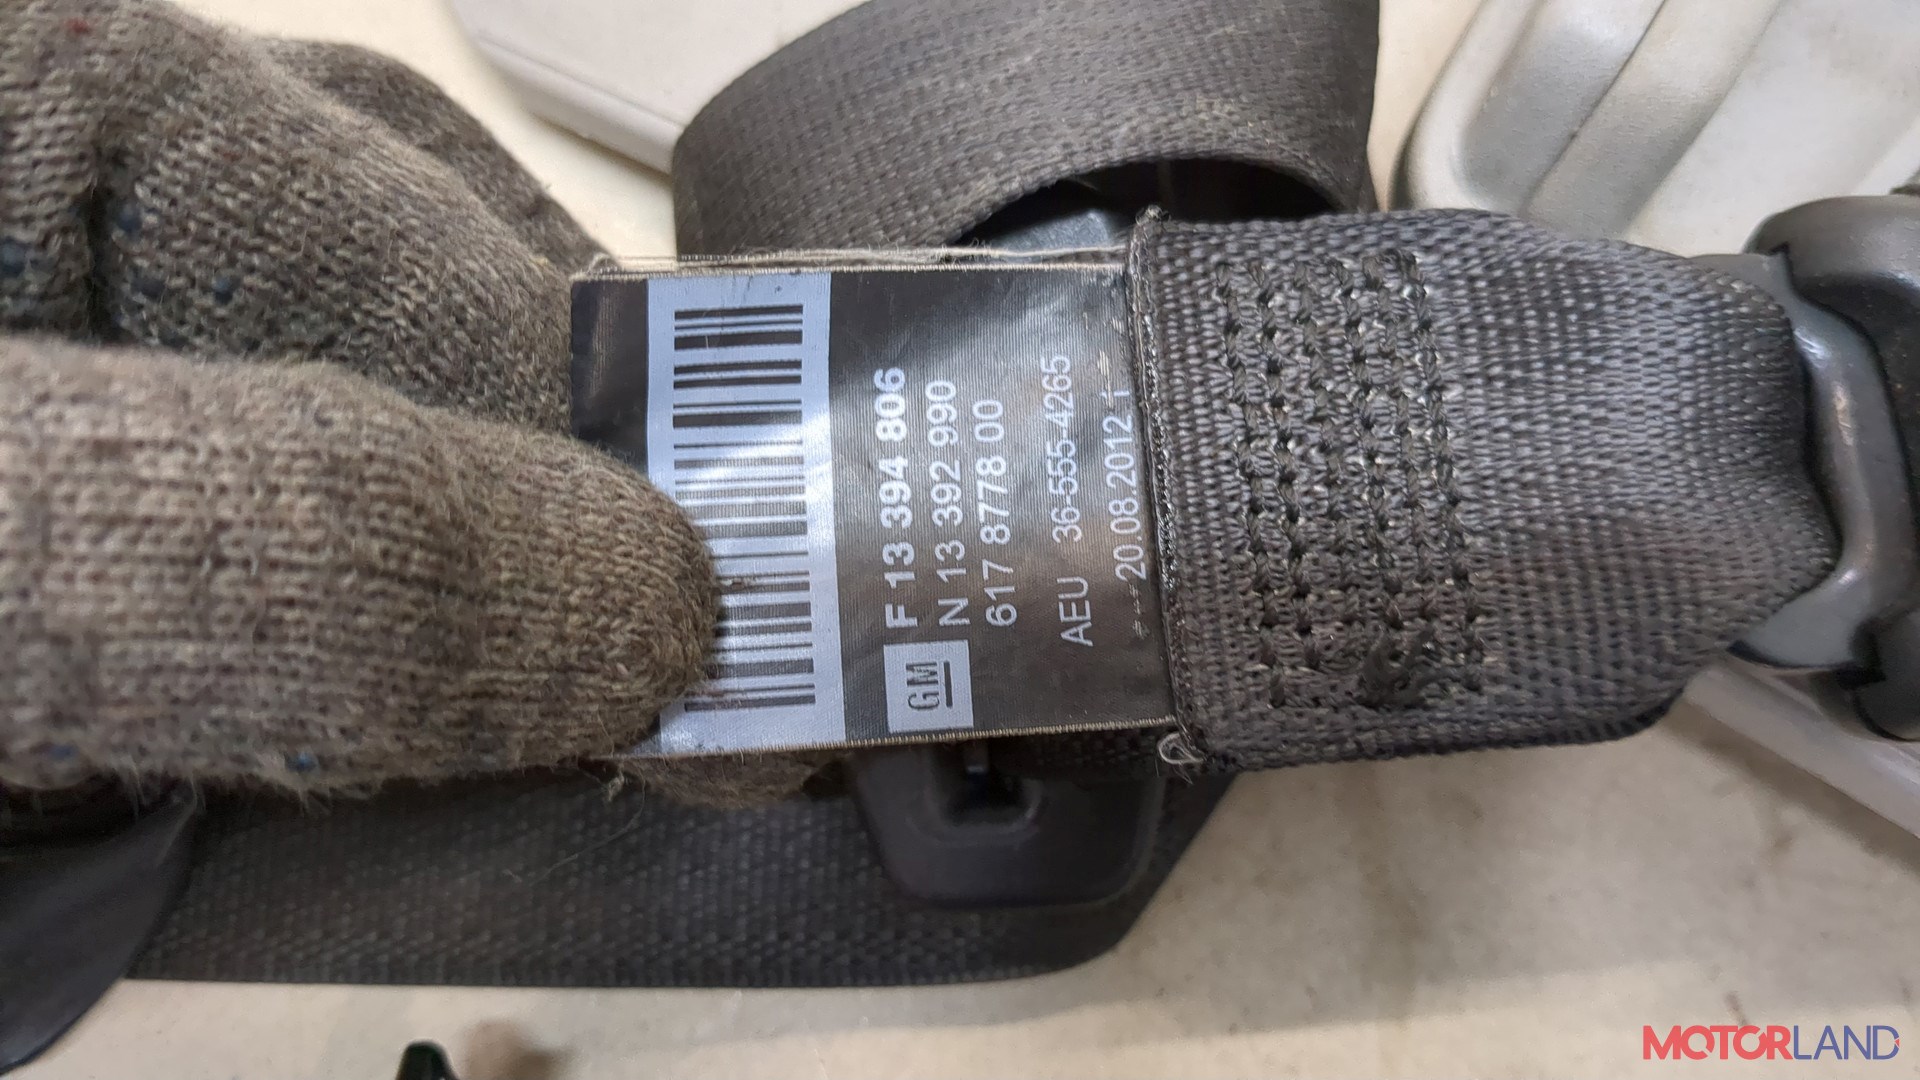 GM F 13 394 806
N 13 392 990
617 8778 00
AEU 36-555-4265
20.08.2012
MOTORLAND